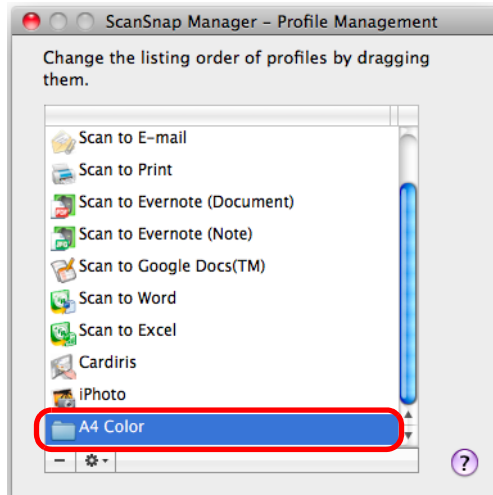 ScanSnap Manager – Profile Management
Change the listing order of profiles by dragging
them.
Scan to E-mail
Scan to Print
Scan to Evernote (Document)
Scan to Evernote (Note)
Scan to Google Docs(TM)
Scan to Word
Scan to Excel
Cardiris
iPhoto
A4 Color
?